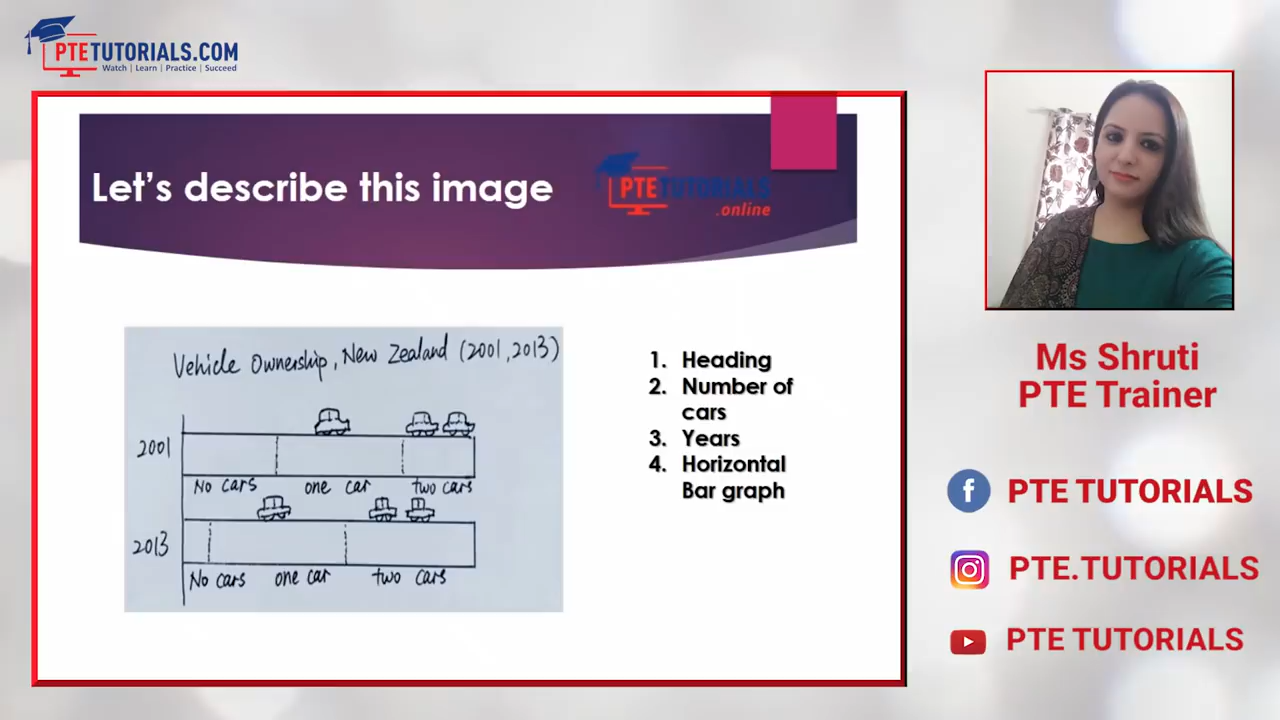 PTETUTORIALS.COM
Watch | Learn | Practice | Succeed
Let's describe this image
PTETUTORIALS
.online
Vehicle Ownership, New Zealand (2001, 2013)
2001
No cars one car two cars
2013
No cars one car two cars
1. Heading
2. Number of
cars
3. Years
4. Horizontal
Bar graph
Ms Shruti
PTE Trainer
PTE TUTORIALS
PTE.TUTORIALS
PTE TUTORIALS